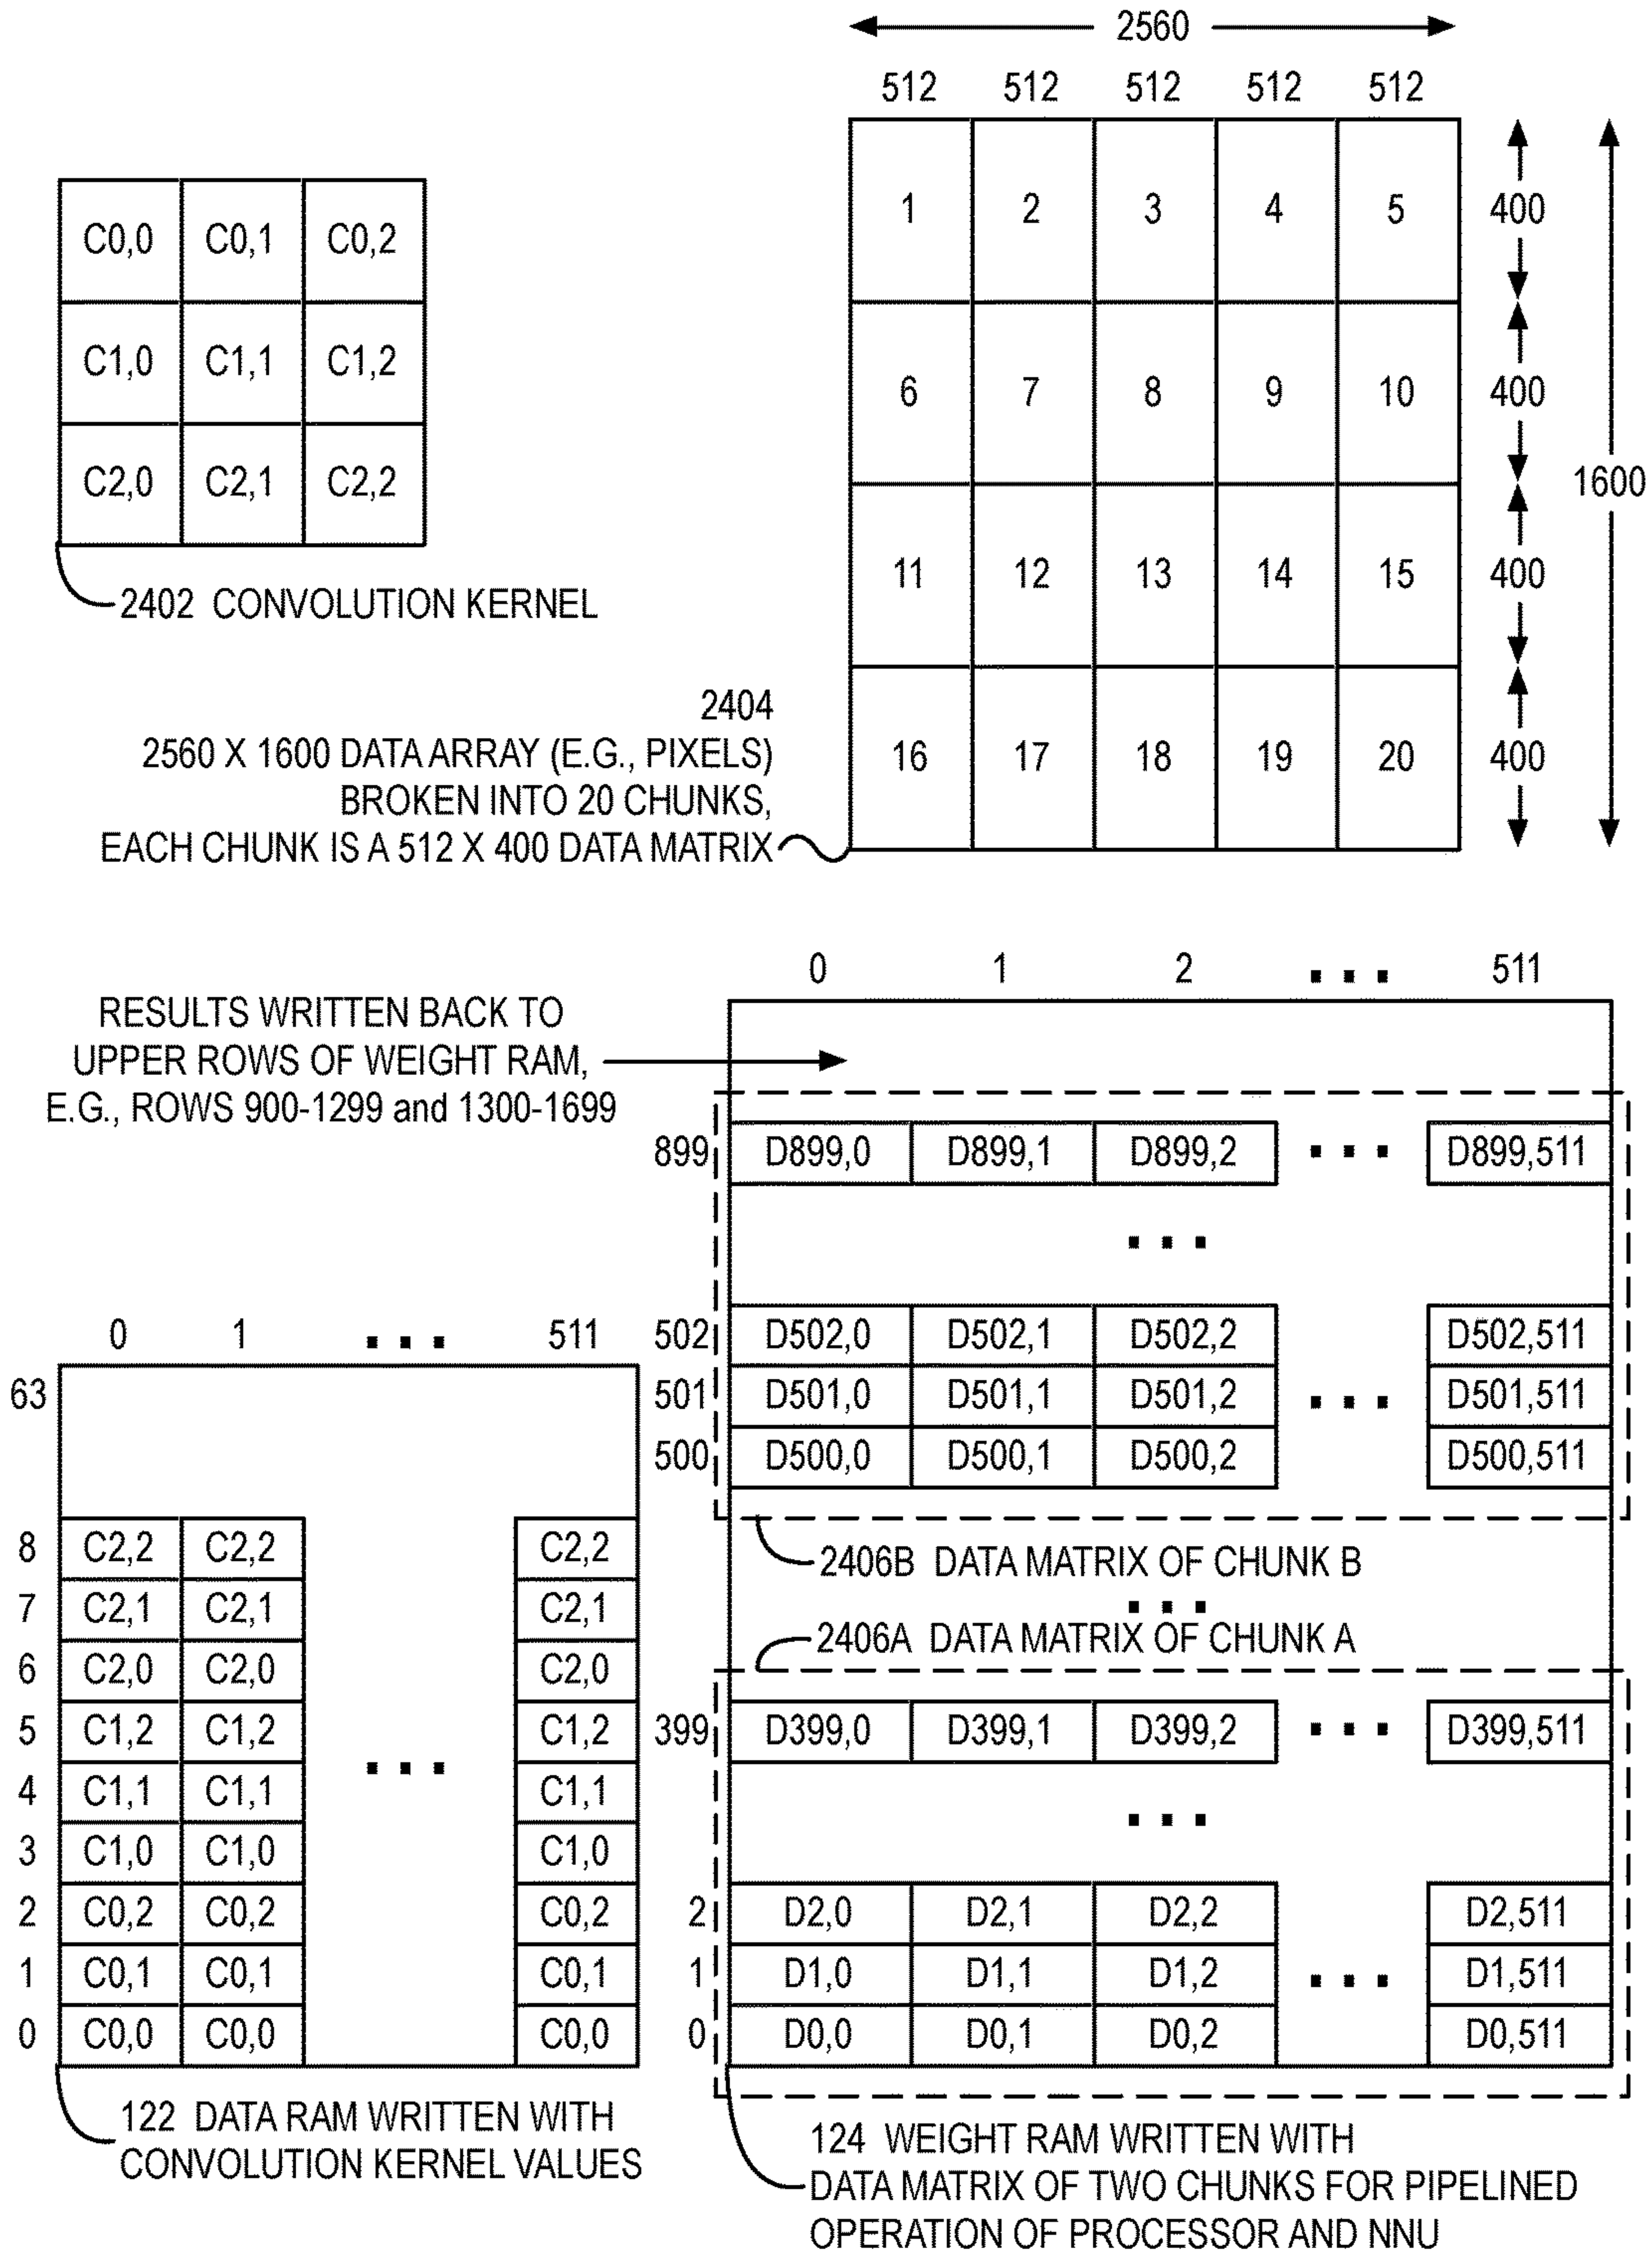 2560
512 512 512 512 512
1 2 3 4 5 400
6 7 8 9 10 400
11 12 13 14 15 400
16 17 18 19 20 400
1600
C0,0 C0,1 C0,2
C1,0 C1,1 C1,2
C2,0 C2,1 C2,2
2402 CONVOLUTION KERNEL
2404
2560 X 1600 DATA ARRAY (E.G., PIXELS)
BROKEN INTO 20 CHUNKS,
EACH CHUNK IS A 512 X 400 DATA MATRIX
RESULTS WRITTEN BACK TO
UPPER ROWS OF WEIGHT RAM,
E.G., ROWS 900-1299 and 1300-1699
0 1 2 ... 511
899 D899,0 D899,1 D899,2 ... D899,511
...
502 D502,0 D502,1 D502,2 D502,511
501 D501,0 D501,1 D501,2 ... D501,511
500 D500,0 D500,1 D500,2 D500,511
2406B DATA MATRIX OF CHUNK B
...
2406A DATA MATRIX OF CHUNK A
399 D399,0 D399,1 D399,2 ... D399,511
...
2 D2,0 D2,1 D2,2 D2,511
1 D1,0 D1,1 D1,2 ... D1,511
0 D0,0 D0,1 D0,2 D0,511
124 WEIGHT RAM WRITTEN WITH
DATA MATRIX OF TWO CHUNKS FOR PIPELINED
OPERATION OF PROCESSOR AND NNU
0 1 ... 511
63
8 C2,2 C2,2 C2,2
7 C2,1 C2,1 C2,1
6 C2,0 C2,0 C2,0
5 C1,2 C1,2 C1,2
...
4 C1,1 C1,1 C1,1
3 C1,0 C1,0 C1,0
2 C0,2 C0,2 C0,2
1 C0,1 C0,1 C0,1
0 C0,0 C0,0 C0,0
122 DATA RAM WRITTEN WITH
CONVOLUTION KERNEL VALUES